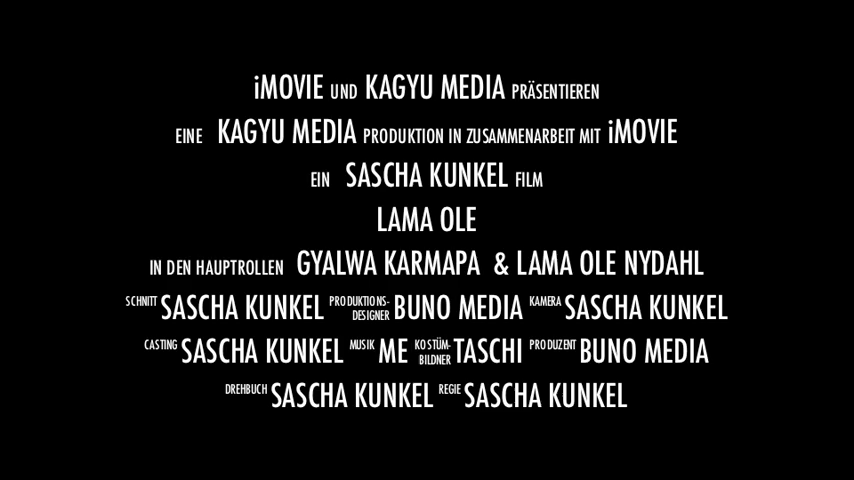 iMOVIE UND KAGYU MEDIA PRÄSENTIEREN
EINE KAGYU MEDIA PRODUKTION IN ZUSAMMENARBEIT MIT iMOVIE
EIN SASCHA KUNKEL FILM
LAMA OLE
IN DEN HAUPTROLLEN GYALWA KARMAPA & LAMA OLE NYDAHL
SCHNITT SASCHA KUNKEL PRODUKTIONS-DESIGNER BUNO MEDIA KAMERA SASCHA KUNKEL
CASTING SASCHA KUNKEL MUSIK ME KOSTÜM-BILDNER TASCHI PRODUZENT BUNO MEDIA
DREHBUCH SASCHA KUNKEL REGIE SASCHA KUNKEL